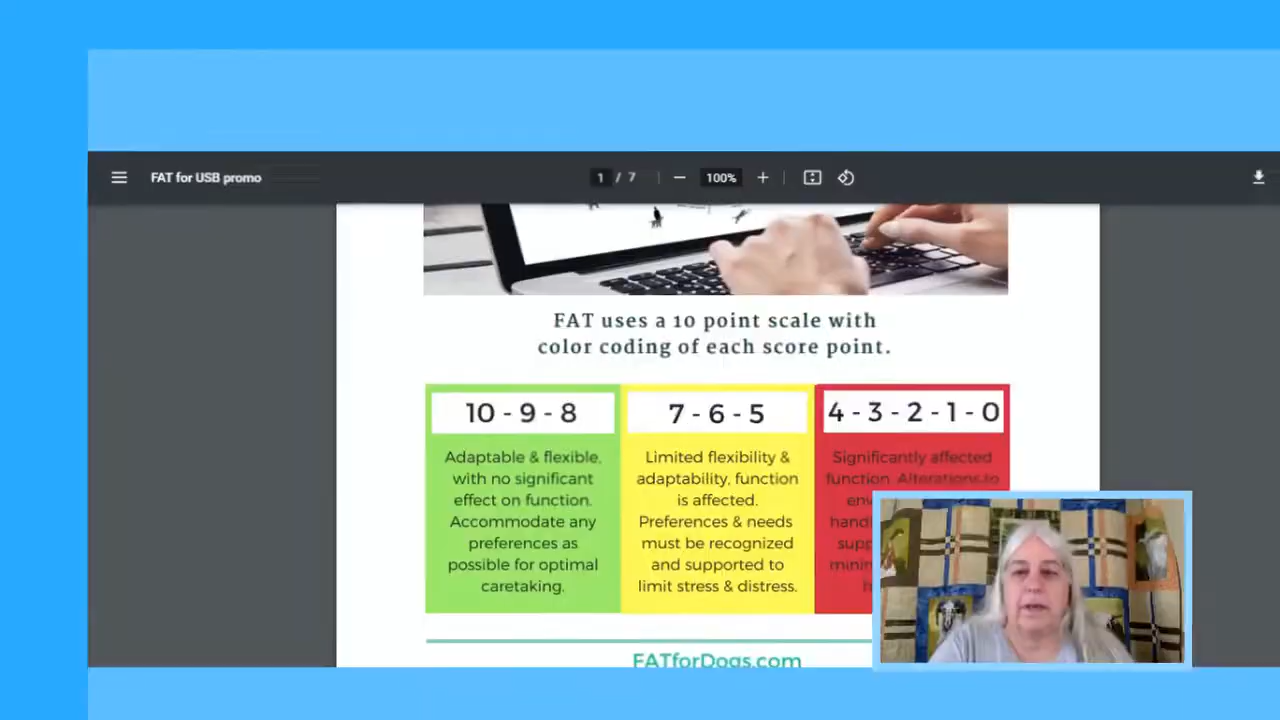 FAT for USB promo
1 / 7
100%
FAT uses a 10 point scale with
color coding of each score point.
10 - 9 - 8
Adaptable & flexible,
with no significant
effect on function.
Accommodate any
preferences as
possible for optimal
caretaking.
7 - 6 - 5
Limited flexibility &
adaptability, function
is affected.
Preferences & needs
must be recognized
and supported to
limit stress & distress.
4 - 3 - 2 - 1 - 0
Significantly affected
function. Alterations to
FATforDogs.com